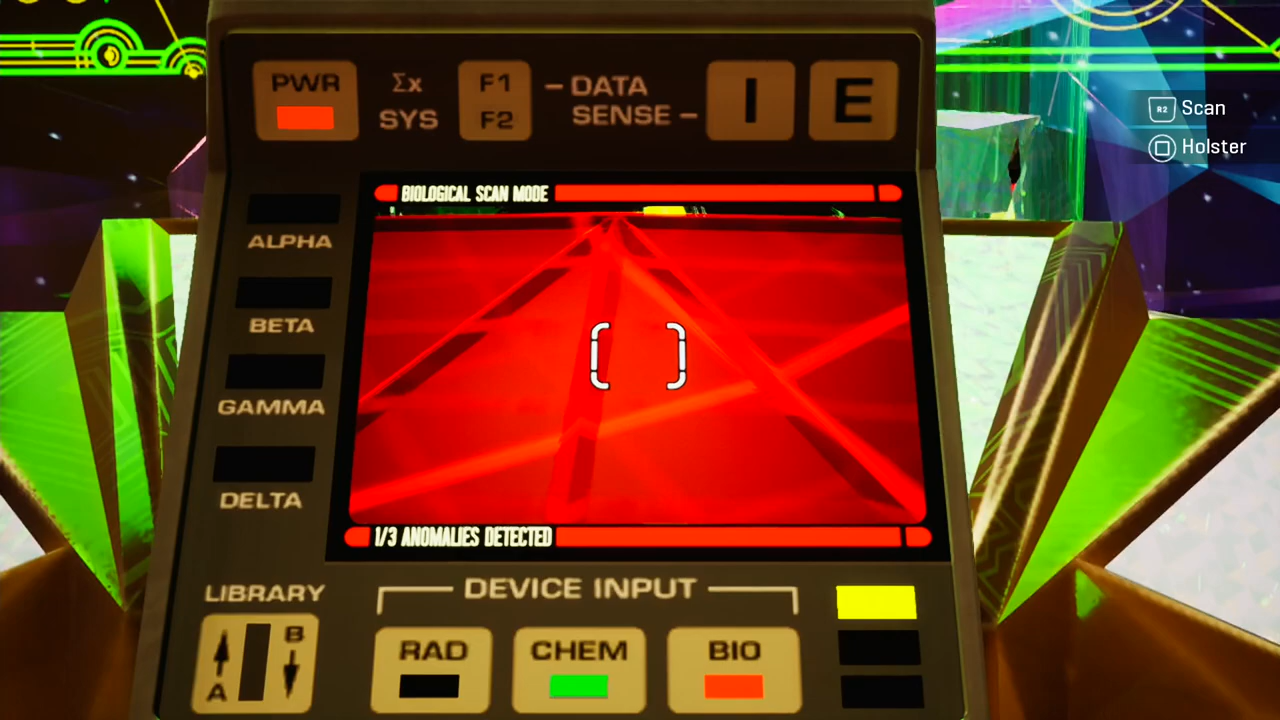 PWR
Σx
SYS
F1
F2
– DATA
SENSE –
I
E
R2 Scan
Holster
BIOLOGICAL SCAN MODE
ALPHA
BETA
GAMMA
DELTA
1/3 ANOMALIES DETECTED
LIBRARY
A
B
DEVICE INPUT
RAD
CHEM
BIO